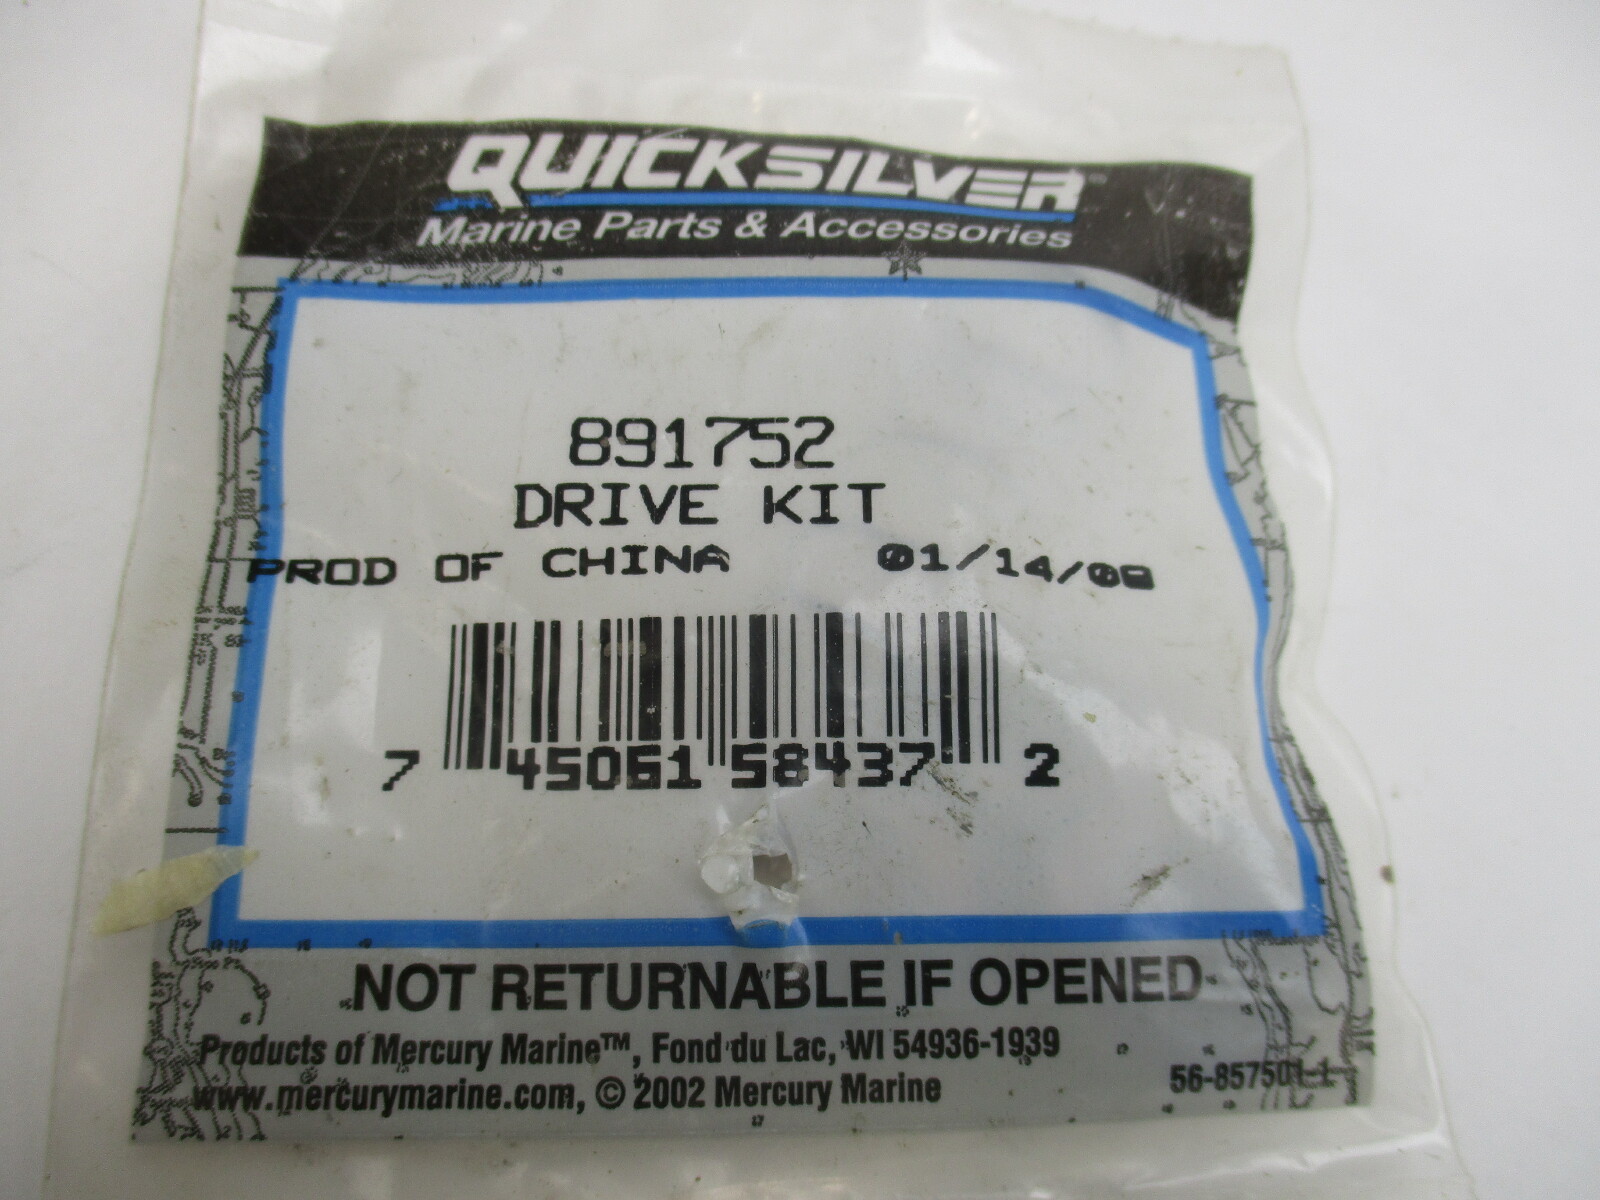 QUICKSILVER
Marine Parts & Accessories
891752
DRIVE KIT
PROD OF CHINA 01/14/08
7 45061 58437 2
NOT RETURNABLE IF OPENED
Products of Mercury Marine™, Fond du Lac, WI 54936-1939
www.mercurymarine.com, © 2002 Mercury Marine
56-857501-1